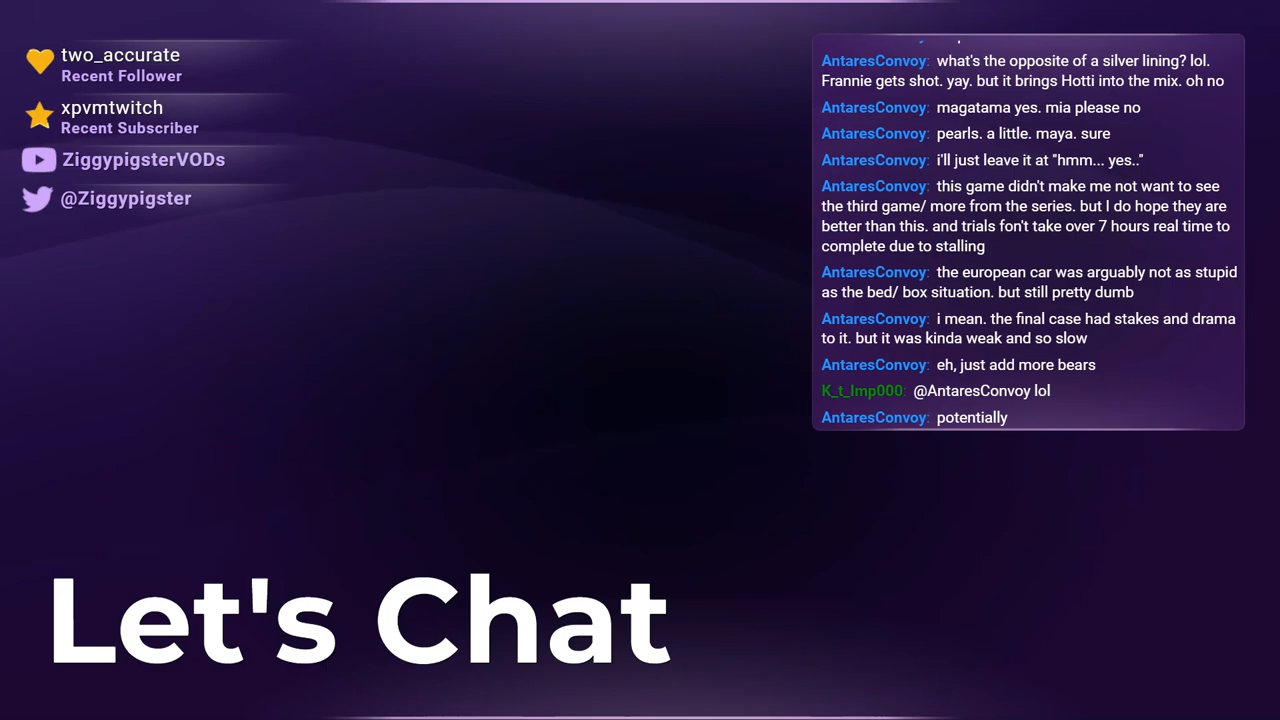 two_accurate
Recent Follower
xpvmtwitch
Recent Subscriber
ZiggypigsterVODs
@Ziggypigster
AntaresConvoy: what's the opposite of a silver lining? lol.
Frannie gets shot. yay. but it brings Hotti into the mix. oh no
AntaresConvoy: magatama yes. mia please no
AntaresConvoy: pearls. a little. maya. sure
AntaresConvoy: i'll just leave it at "hmm... yes.."
AntaresConvoy: this game didn't make me not want to see
the third game/ more from the series. but I do hope they are
better than this. and trials fon't take over 7 hours real time to
complete due to stalling
AntaresConvoy: the european car was arguably not as stupid
as the bed/ box situation. but still pretty dumb
AntaresConvoy: i mean. the final case had stakes and drama
to it. but it was kinda weak and so slow
AntaresConvoy: eh, just add more bears
K_t_Imp000: @AntaresConvoy lol
AntaresConvoy: potentially
Let's Chat